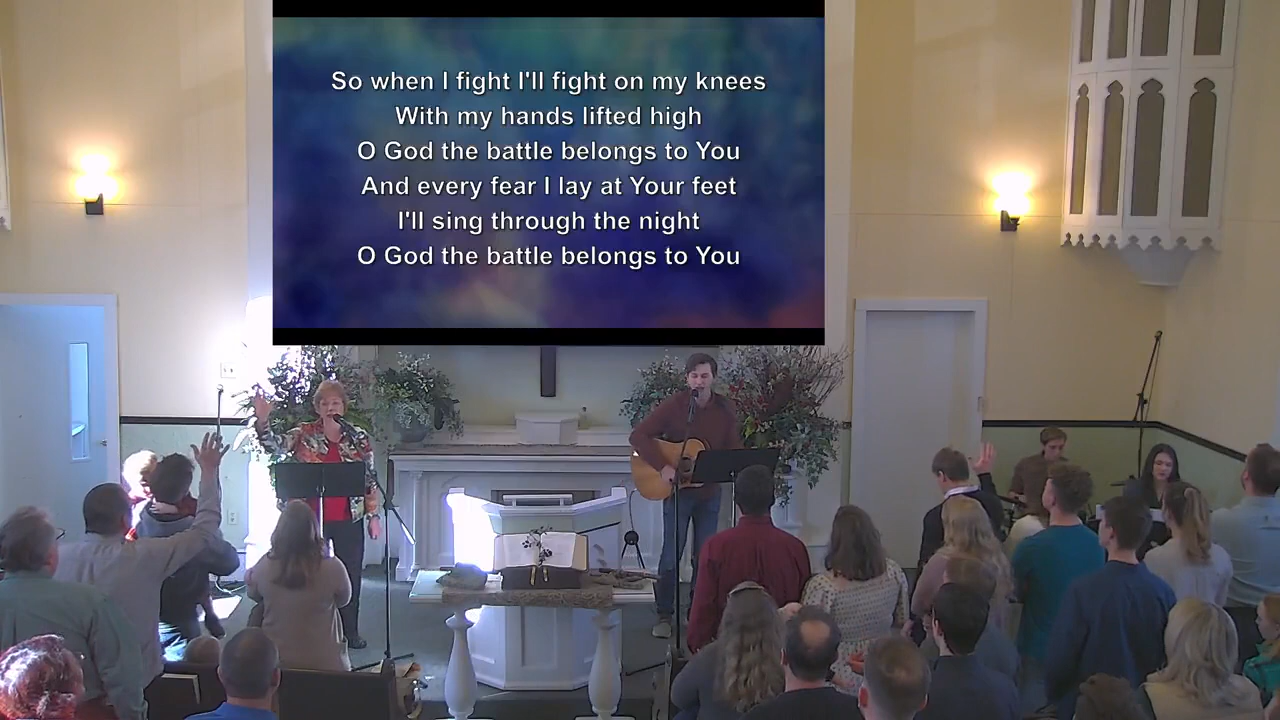 So when I fight I'll fight on my knees
With my hands lifted high
O God the battle belongs to You
And every fear I lay at Your feet
I'll sing through the night
O God the battle belongs to You